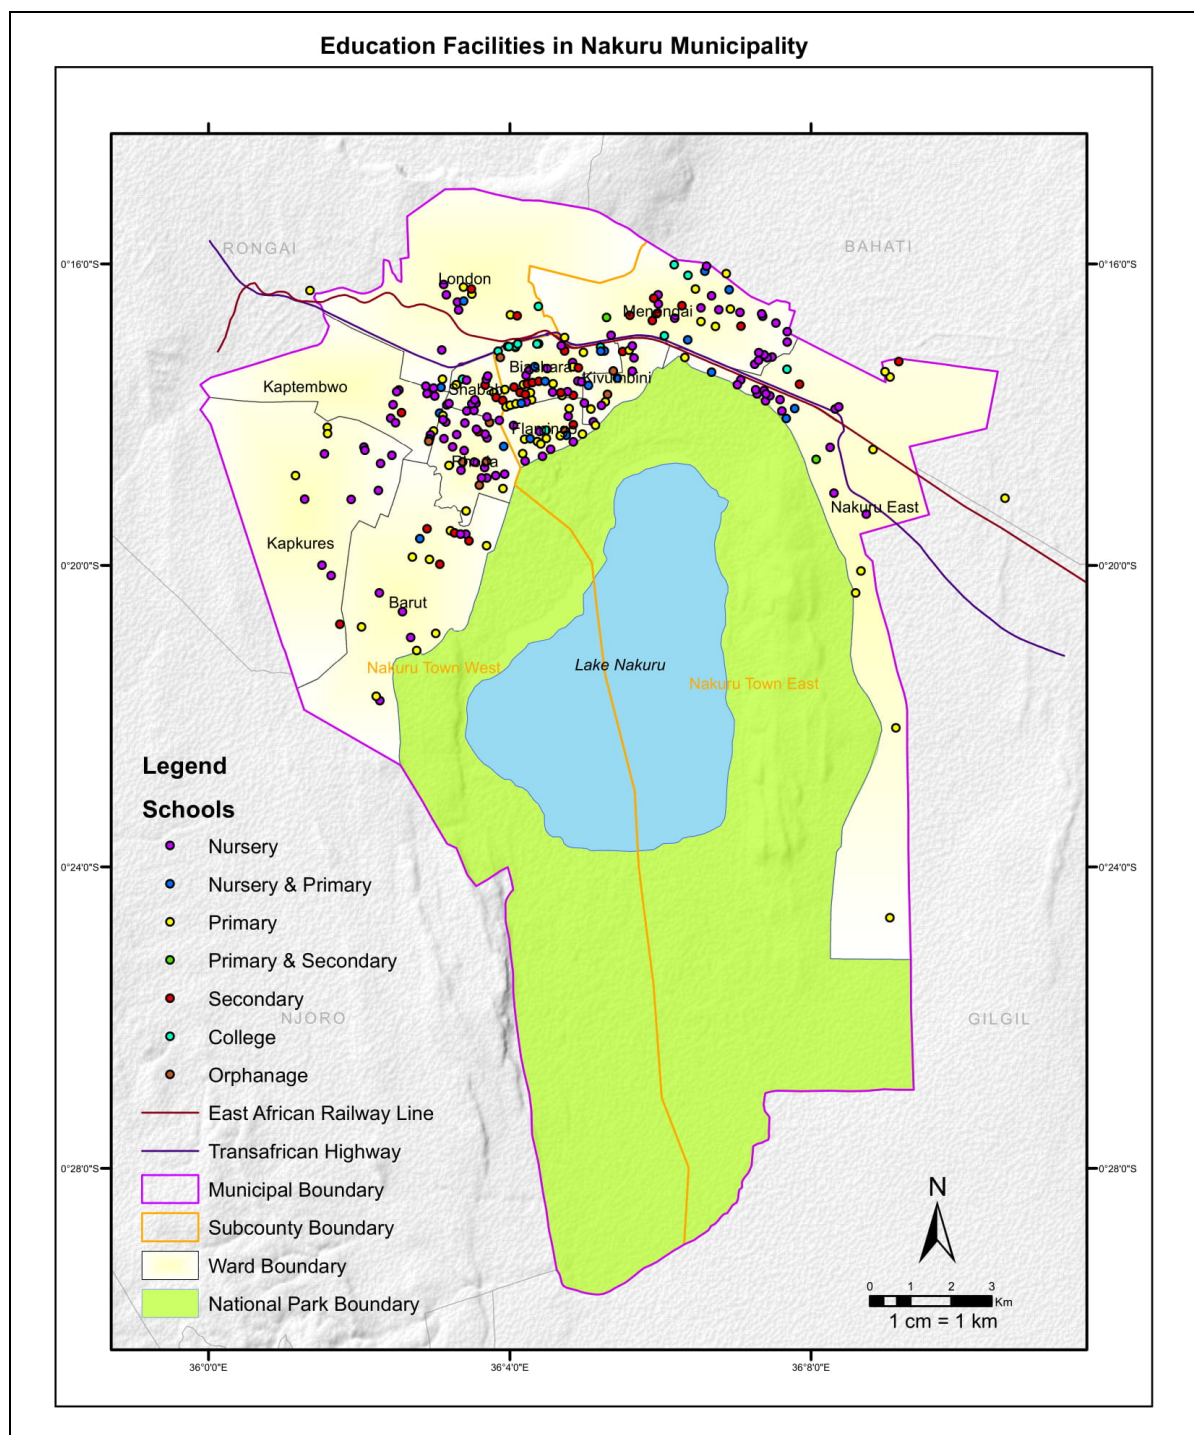 Education Facilities in Nakuru Municipality
RONGAI
BAHATI
0°16'0"S
0°16'0"S
London
Menengai
Kaptembwo
Biashara
Kivumbini
Shabab
Flamingo
Rhoda
Nakuru East
Kapkures
0°20'0"S
0°20'0"S
Barut
Nakuru Town West
Lake Nakuru
Nakuru Town East
Legend
Schools
Nursery
0°24'0"S
0°24'0"S
Nursery & Primary
Primary
Primary & Secondary
Secondary
NJORO
GILGIL
College
Orphanage
East African Railway Line
Transafrican Highway
0°28'0"S
0°28'0"S
Municipal Boundary
N
Subcounty Boundary
Ward Boundary
National Park Boundary
0 1 2 3
Km
1 cm = 1 km
36°0'0"E
36°4'0"E
36°8'0"E